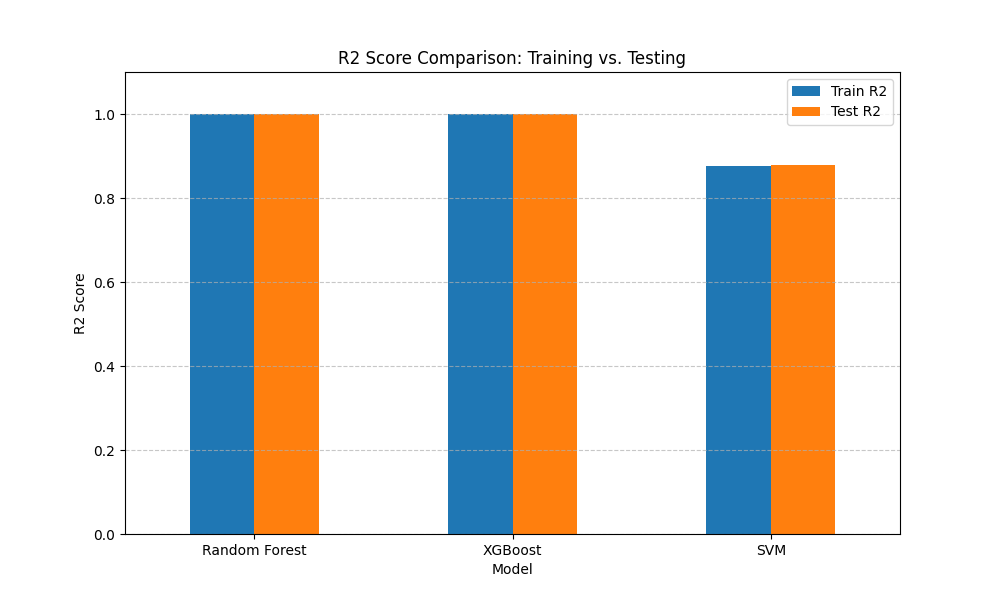 R2 Score Comparison: Training vs. Testing
Train R2
Test R2
1.0
0.8
0.6
0.4
0.2
0.0
R2 Score
Random Forest
XGBoost
SVM
Model